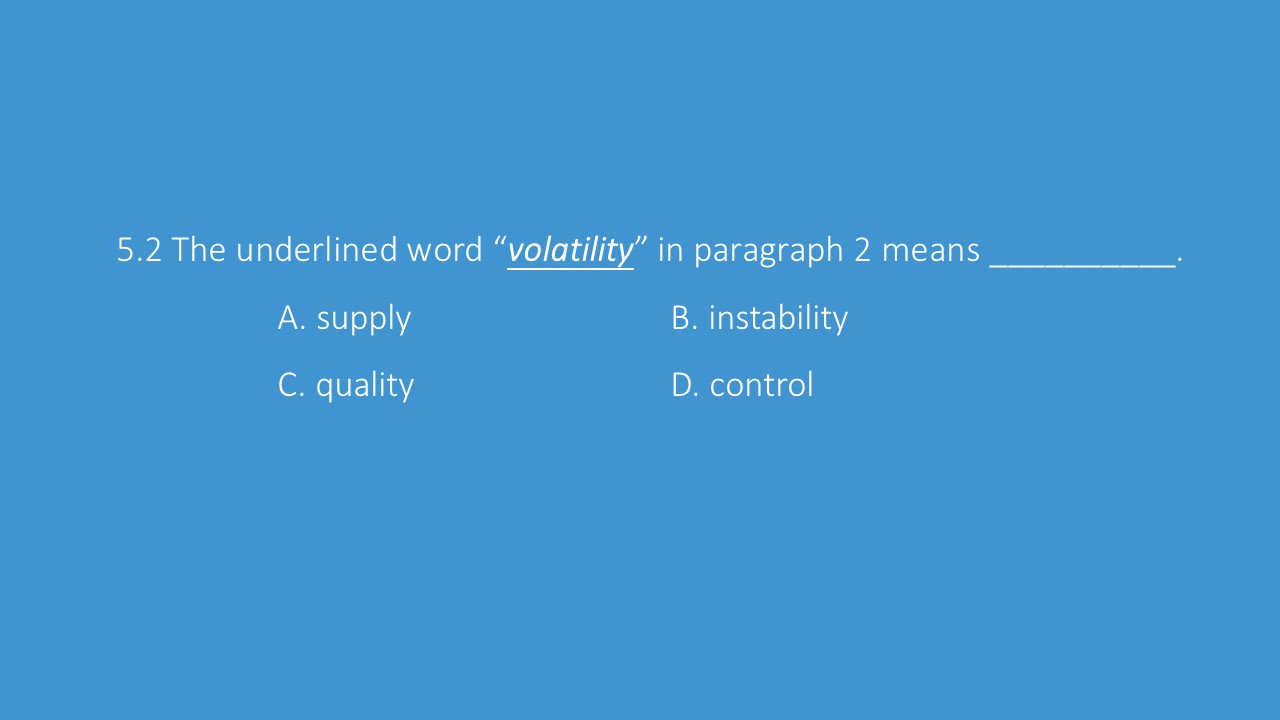 5.2 The underlined word “volatility” in paragraph 2 means __________.
A. supply B. instability
C. quality D. control